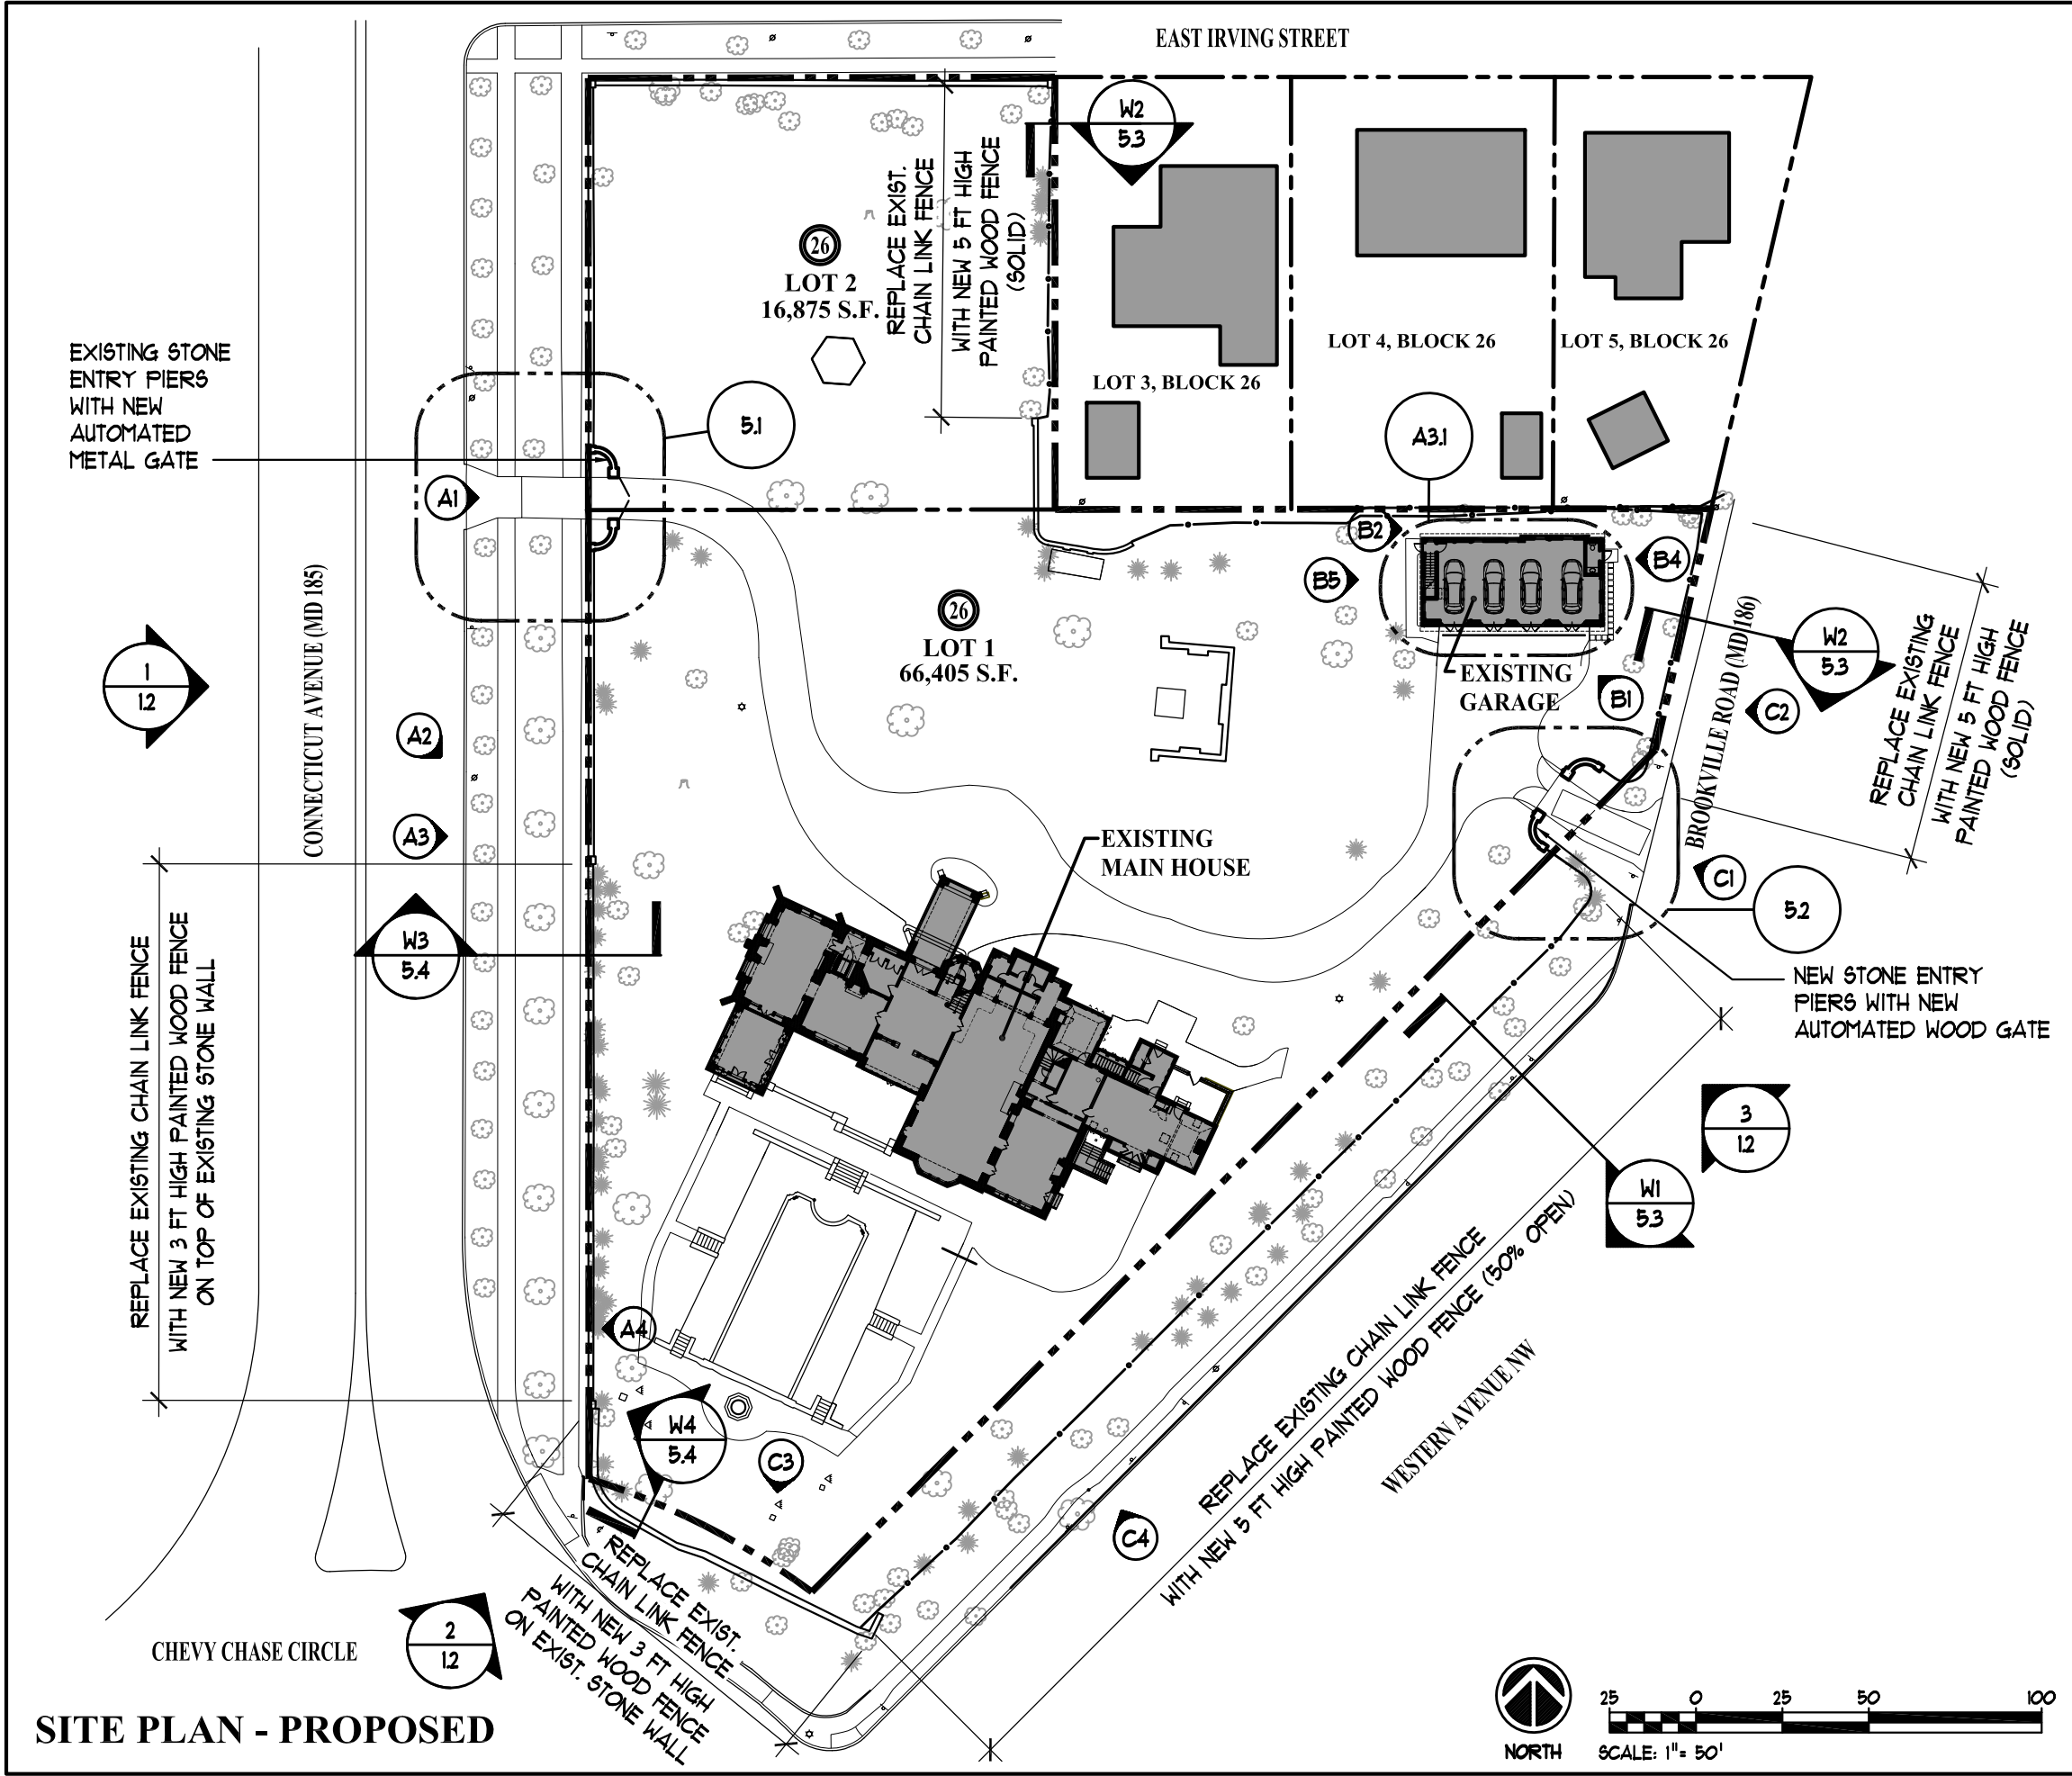 EAST IRVING STREET
W2
5.3
REPLACE EXIST.
CHAIN LINK FENCE
WITH NEW 5 FT HIGH
PAINTED WOOD FENCE
(SOLID)
26
LOT 2
16,875 S.F.
LOT 3, BLOCK 26
LOT 4, BLOCK 26
LOT 5, BLOCK 26
EXISTING STONE
ENTRY PIERS
WITH NEW
AUTOMATED
METAL GATE
5.1
A3.1
A1
B2
B5
B4
CONNECTICUT AVENUE (MD 185)
26
LOT 1
66,405 S.F.
EXISTING
GARAGE
B1
BROOKVILLE ROAD (MD 186)
W2
5.3
C2
REPLACE EXISTING
CHAIN LINK FENCE
WITH NEW 5 FT HIGH
PAINTED WOOD FENCE
(SOLID)
1
1.2
A2
A3
EXISTING
MAIN HOUSE
C1
5.2
W3
5.4
REPLACE EXISTING CHAIN LINK FENCE
WITH NEW 3 FT HIGH PAINTED WOOD FENCE
ON TOP OF EXISTING STONE WALL
NEW STONE ENTRY
PIERS WITH NEW
AUTOMATED WOOD GATE
3
1.2
W1
5.3
A4
W4
5.4
C3
C4
REPLACE EXISTING CHAIN LINK FENCE
WITH NEW 5 FT HIGH PAINTED WOOD FENCE (50% OPEN)
WESTERN AVENUE NW
REPLACE EXIST.
CHAIN LINK FENCE
WITH NEW 3 FT HIGH
PAINTED WOOD FENCE
ON EXIST. STONE WALL
CHEVY CHASE CIRCLE
2
1.2
SITE PLAN - PROPOSED
NORTH
25 0 25 50 100
SCALE: 1"= 50'